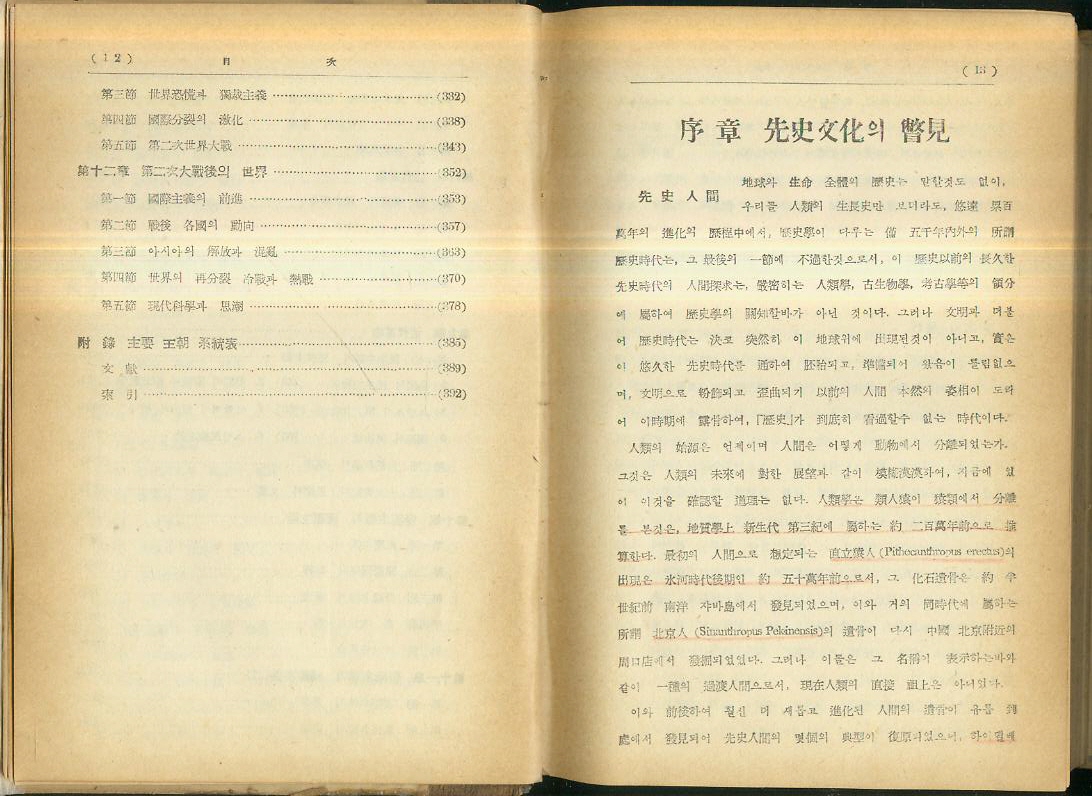 (12) 目 次
第三節 世界恐慌과 獨裁主義 (332)
第四節 國際分裂의 激化 (338)
第五節 第二次世界大戰 (343)
第十二章 第二次大戰後의 世界 (352)
第一節 國際主義의 前進 (353)
第二節 戰後 各國의 動向 (357)
第三節 아시아의 解放과 混亂 (363)
第四節 世界의 再分裂 冷戰과 熱戰 (370)
第五節 現代科學과 思潮 (378)
附 錄 主要 王朝 系統表 (385)
文 獻 (389)
索 引 (392)
(13)
序 章 先史文化의 瞥見
先史人間
地球와 生命 全體의 歷史는 말할것도 없이,
우리를 人類의 生長史만 보더라도, 悠遠 累百
萬年의 進化의 歷程中에서, 歷史學이 다루는 備 五千年內外의 所謂
歷史時代는, 그 最後의 一節에 不過한것으로서, 이 歷史以前의 長久한
先史時代의 人間探求는, 嚴密히는 人類學, 古生物學, 考古學等의 領分
에 屬하여 歷史學의 關知할바가 아닌 것이다. 그러나 文明과 더불
어 歷史時代는 決코 突然히 이 地球위에 出現된것이 아니고, 實은
이 悠久한 先史時代를 通하여 胚胎되고, 準備되어 왔음이 틀림없으
며, 文明으로 粉飾되고 歪曲되기 以前의 人間 本然의 姿相이 도리
어 이時期에 露骨하여,「歷史」가 到底히 看過할수 없는 時代이다.
人類의 始源은 언제이며 人間은 어떻게 動物에서 分離되었는가.
그것은 人類의 未來에 對한 展望과 같이 模糊漠漠하여, 지금에 있
어 이것을 確認할 道理는 없다. 人類學은 類人猿이 猿類에서 分離
를 본것은, 地質學上 新生代 第三紀에 屬하는 約 二百萬年前으로 推
算한다. 最初의 人間으로 想定되는 直立猿人 (Pithecanthropus erectus)의
出現은 氷河時代後期인 約 五十萬年前으로서, 그 化石遺骨은 約 半
世紀前 南洋 쟈바島에서 發見되었으며, 이와 거의 同時代에 屬하는
所謂 北京人 (Sinanthropus Pekinensis)의 遺骨이 다시 中國 北京附近의
周口店에서 發掘되었었다. 그러나 이들은 그 名稱이 表示하는바와
같이 一種의 過渡人間으로서, 現在人類의 直接 祖上은 아니었다.
이와 前後하여 훨신 더 새롭고 進化된 人間의 遺骨이 유롭 到
處에서 發見되어 先史人間의 몇個의 典型이 復原되었으며, 하이델베